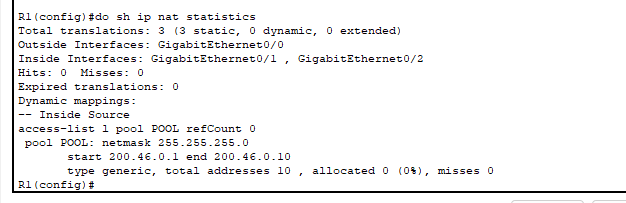 R1(config)#do sh ip nat statistics
Total translations: 3 (3 static, 0 dynamic, 0 extended)
Outside Interfaces: GigabitEthernet0/0
Inside Interfaces: GigabitEthernet0/1 , GigabitEthernet0/2
Hits: 0  Misses: 0
Expired translations: 0
Dynamic mappings:
-- Inside Source
access-list 1 pool POOL refCount 0
 pool POOL: netmask 255.255.255.0
       start 200.46.0.1 end 200.46.0.10
       type generic, total addresses 10 , allocated 0 (0%), misses 0
R1(config)#